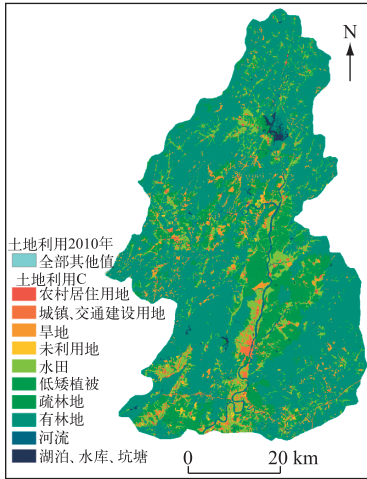 N
土地利用2010年
全部其他值
土地利用C
农村居住用地
城镇、交通建设用地
旱地
未利用地
水田
低矮植被
疏林地
有林地
河流
湖泊、水库、坑塘
0 20 km